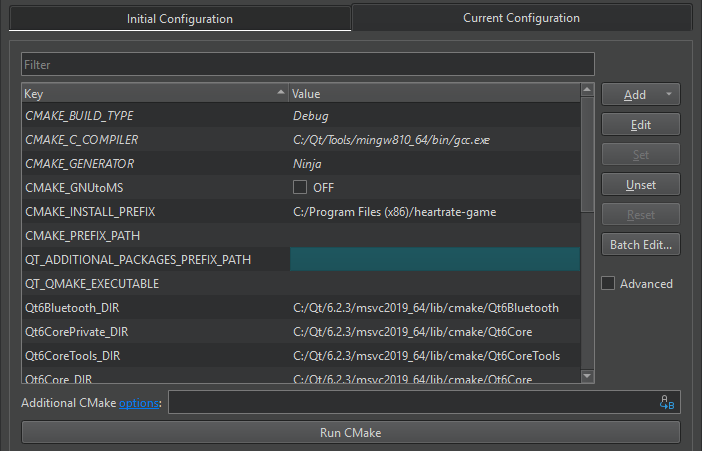 Initial Configuration Current Configuration
Filter
Key Value
CMAKE_BUILD_TYPE Debug
CMAKE_C_COMPILER C:/Qt/Tools/mingw810_64/bin/gcc.exe
CMAKE_GENERATOR Ninja
CMAKE_GNUtoMS OFF
CMAKE_INSTALL_PREFIX C:/Program Files (x86)/heartrate-game
CMAKE_PREFIX_PATH
QT_ADDITIONAL_PACKAGES_PREFIX_PATH
QT_QMAKE_EXECUTABLE
Qt6Bluetooth_DIR C:/Qt/6.2.3/msvc2019_64/lib/cmake/Qt6Bluetooth
Qt6CorePrivate_DIR C:/Qt/6.2.3/msvc2019_64/lib/cmake/Qt6Core
Qt6CoreTools_DIR C:/Qt/6.2.3/msvc2019_64/lib/cmake/Qt6CoreTools
Qt6Core_DIR C:/Qt/6.2.3/msvc2019_64/lib/cmake/Qt6Core
Add
Edit
Set
Unset
Reset
Batch Edit...
Advanced
Additional CMake options:
Run CMake